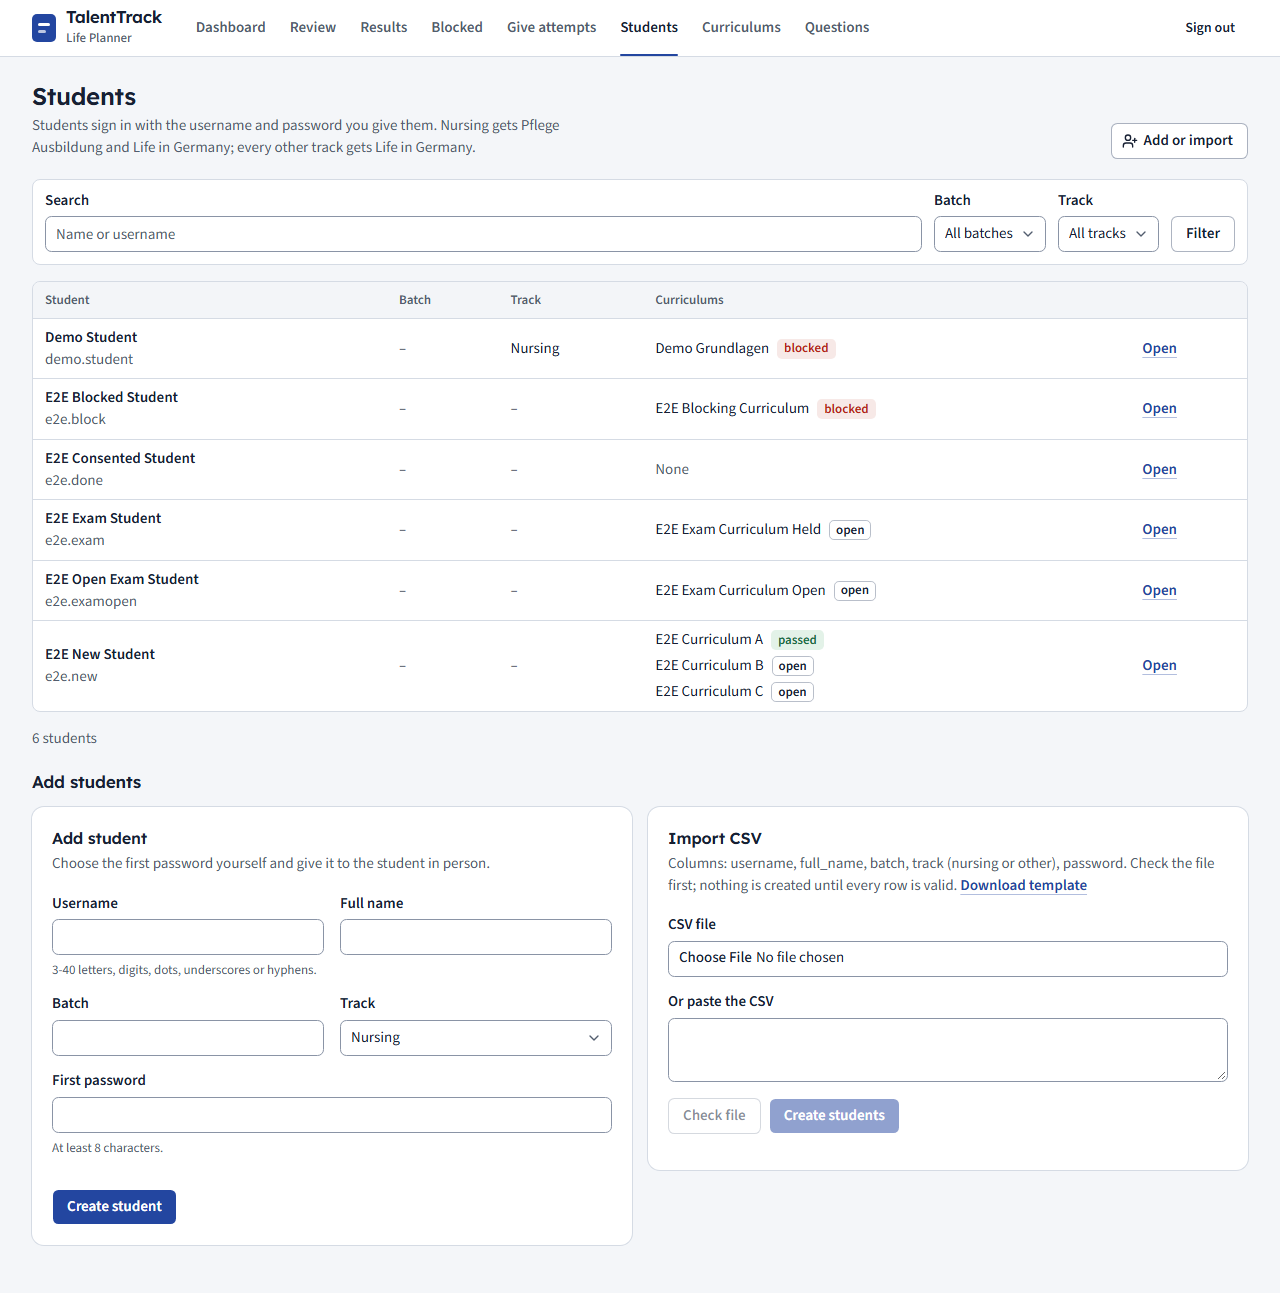 TalentTrack
Life Planner
Dashboard
Review
Results
Blocked
Give attempts
Students
Curriculums
Questions
Sign out
Students
Students sign in with the username and password you give them. Nursing gets Pflege
Ausbildung and Life in Germany; every other track gets Life in Germany.
Add or import
Search
Batch
Track
Name or username
All batches
All tracks
Filter
Student
Batch
Track
Curriculums
Demo Student
demo.student
–
Nursing
Demo Grundlagen blocked
Open
E2E Blocked Student
e2e.block
–
–
E2E Blocking Curriculum blocked
Open
E2E Consented Student
e2e.done
–
–
None
Open
E2E Exam Student
e2e.exam
–
–
E2E Exam Curriculum Held open
Open
E2E Open Exam Student
e2e.examopen
–
–
E2E Exam Curriculum Open open
Open
E2E New Student
e2e.new
–
–
E2E Curriculum A passed
E2E Curriculum B open
E2E Curriculum C open
Open
6 students
Add students
Add student
Choose the first password yourself and give it to the student in person.
Username
Full name
3-40 letters, digits, dots, underscores or hyphens.
Batch
Track
Nursing
First password
At least 8 characters.
Create student
Import CSV
Columns: username, full_name, batch, track (nursing or other), password. Check the file
first; nothing is created until every row is valid. Download template
CSV file
Choose File No file chosen
Or paste the CSV
Check file
Create students